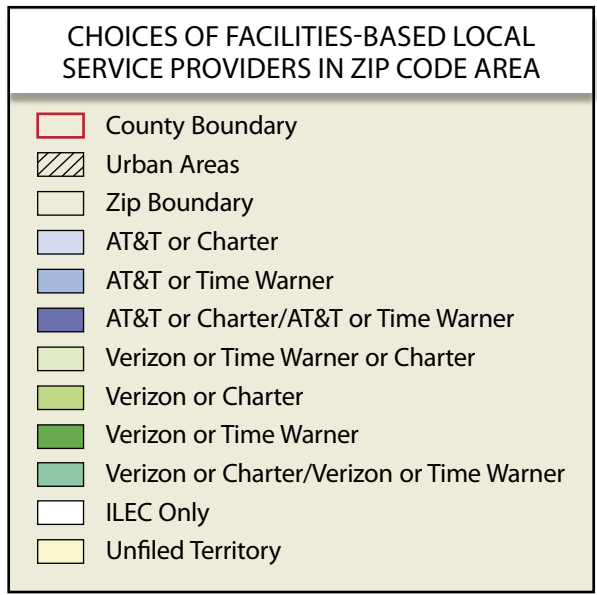 CHOICES OF FACILITIES-BASED LOCAL
SERVICE PROVIDERS IN ZIP CODE AREA
County Boundary
Urban Areas
Zip Boundary
AT&T or Charter
AT&T or Time Warner
AT&T or Charter/AT&T or Time Warner
Verizon or Time Warner or Charter
Verizon or Charter
Verizon or Time Warner
Verizon or Charter/Verizon or Time Warner
ILEC Only
Unfiled Territory